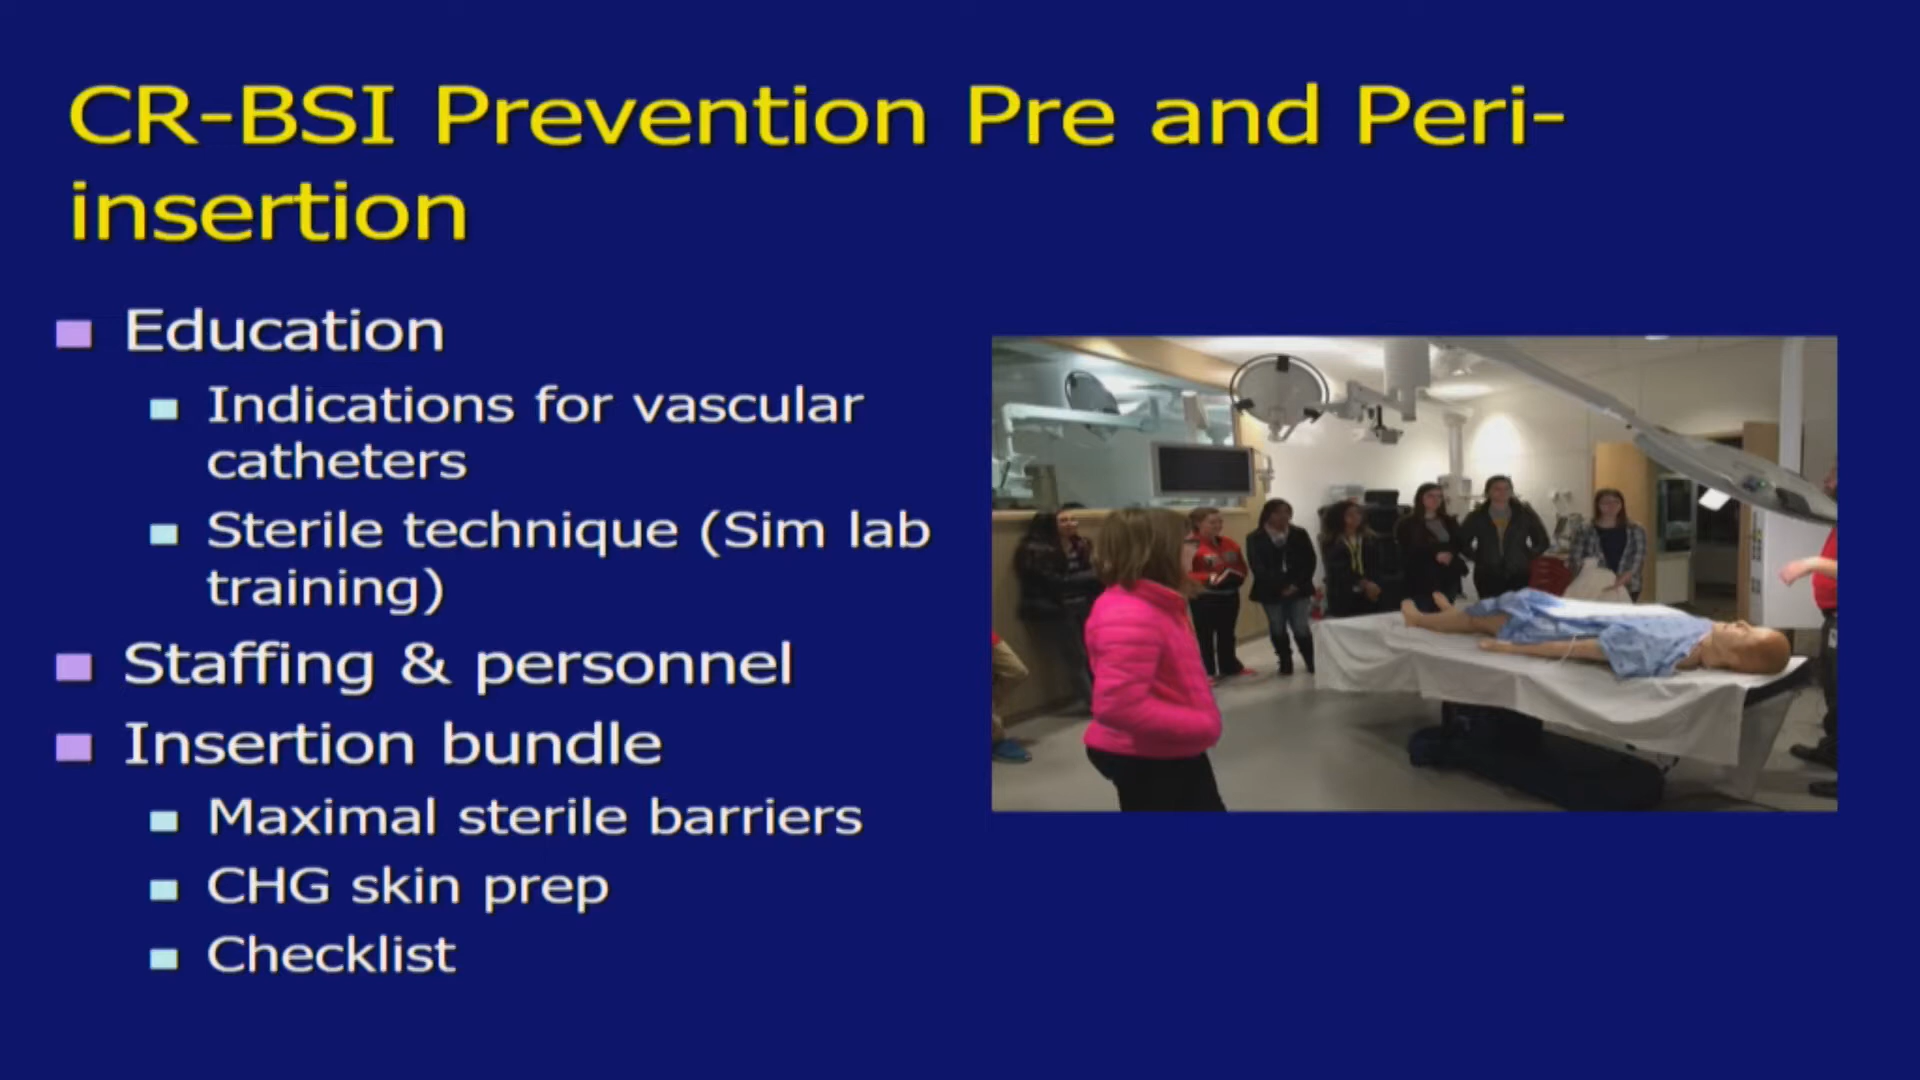 CR-BSI Prevention Pre and Peri-
insertion
Education
Indications for vascular
catheters
Sterile technique (Sim lab
training)
Staffing & personnel
Insertion bundle
Maximal sterile barriers
CHG skin prep
Checklist